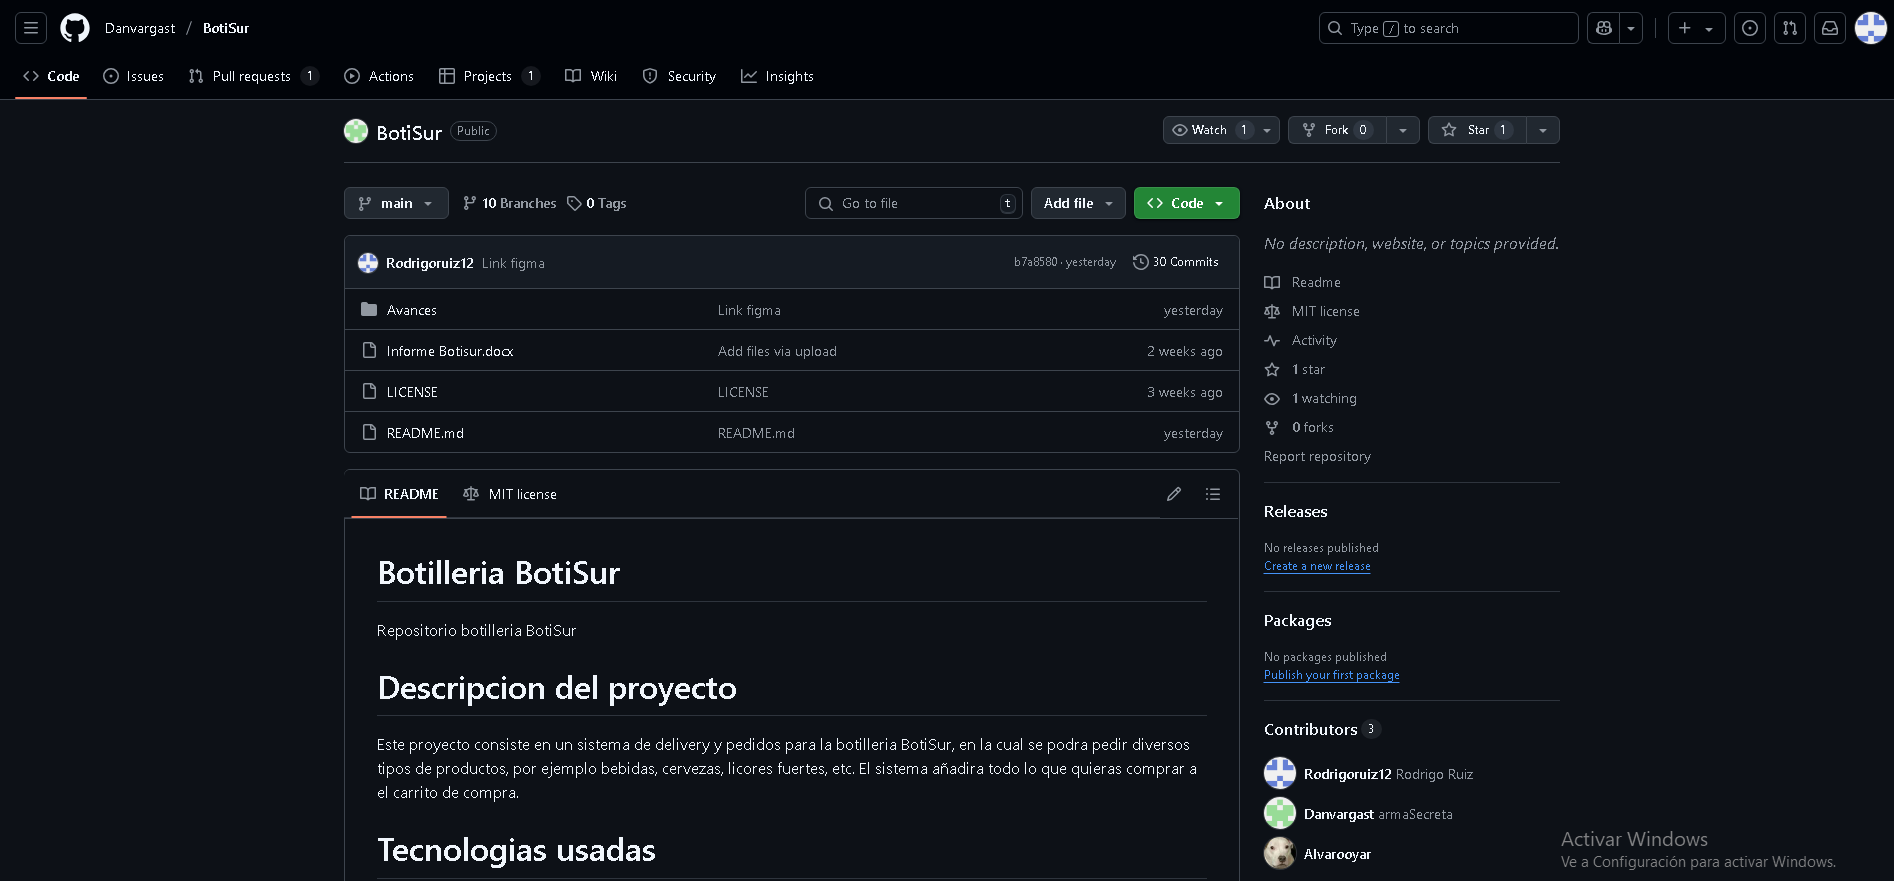 Danvargast / BotiSur
Type / to search
Code Issues Pull requests 1 Actions Projects 1 Wiki Security Insights
BotiSur Public
Watch 1 Fork 0 Star 1
main 10 Branches 0 Tags
Go to file t Add file Code
Rodrigoruiz12 Link figma b7a8580 · yesterday 30 Commits
Avances Link figma yesterday
Informe Botisur.docx Add files via upload 2 weeks ago
LICENSE LICENSE 3 weeks ago
README.md README.md yesterday
README MIT license
Botilleria BotiSur
Repositorio botilleria BotiSur
Descripcion del proyecto
Este proyecto consiste en un sistema de delivery y pedidos para la botilleria BotiSur, en la cual se podra pedir diversos
tipos de productos, por ejemplo bebidas, cervezas, licores fuertes, etc. El sistema añadira todo lo que quieras comprar a
el carrito de compra.
Tecnologias usadas
About
No description, website, or topics provided.
Readme
MIT license
Activity
1 star
1 watching
0 forks
Report repository
Releases
No releases published
Create a new release
Packages
No packages published
Publish your first package
Contributors 3
Rodrigoruiz12 Rodrigo Ruiz
Danvargast armaSecreta
Alvarooyar
Activar Windows
Ve a Configuración para activar Windows.